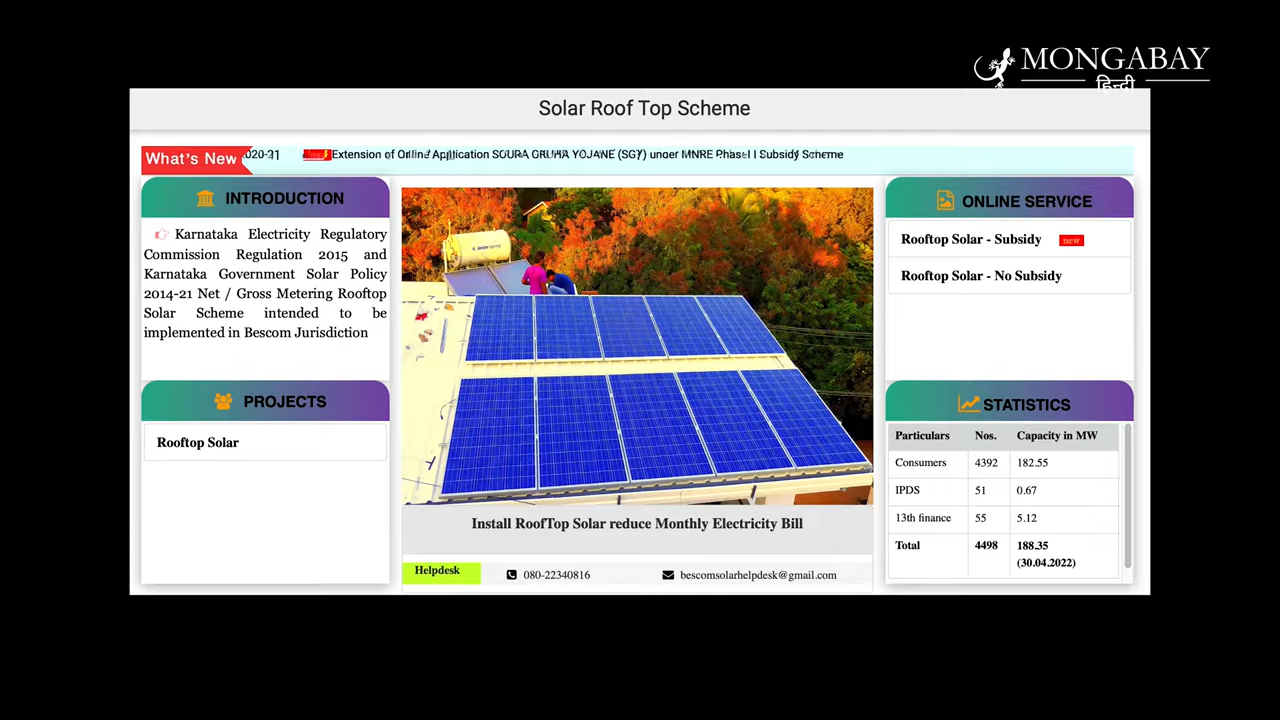 MONGABAY
हिन्दी
Solar Roof Top Scheme
What's New
2020-21
Extension of Online Application SOURA GRUHA YOJANE (SGY) under MNRE Phase-II Subsidy Scheme
INTRODUCTION
Karnataka Electricity Regulatory
Commission Regulation 2015 and
Karnataka Government Solar Policy
2014-21 Net / Gross Metering Rooftop
Solar Scheme intended to be
implemented in Bescom Jurisdiction
PROJECTS
Rooftop Solar
Install RoofTop Solar reduce Monthly Electricity Bill
Helpdesk
080-22340816
bescomsolarhelpdesk@gmail.com
ONLINE SERVICE
Rooftop Solar - Subsidy new
Rooftop Solar - No Subsidy
STATISTICS
Particulars Nos. Capacity in MW
Consumers 4392 182.55
IPDS 51 0.67
13th finance 55 5.12
Total 4498 188.35
(30.04.2022)